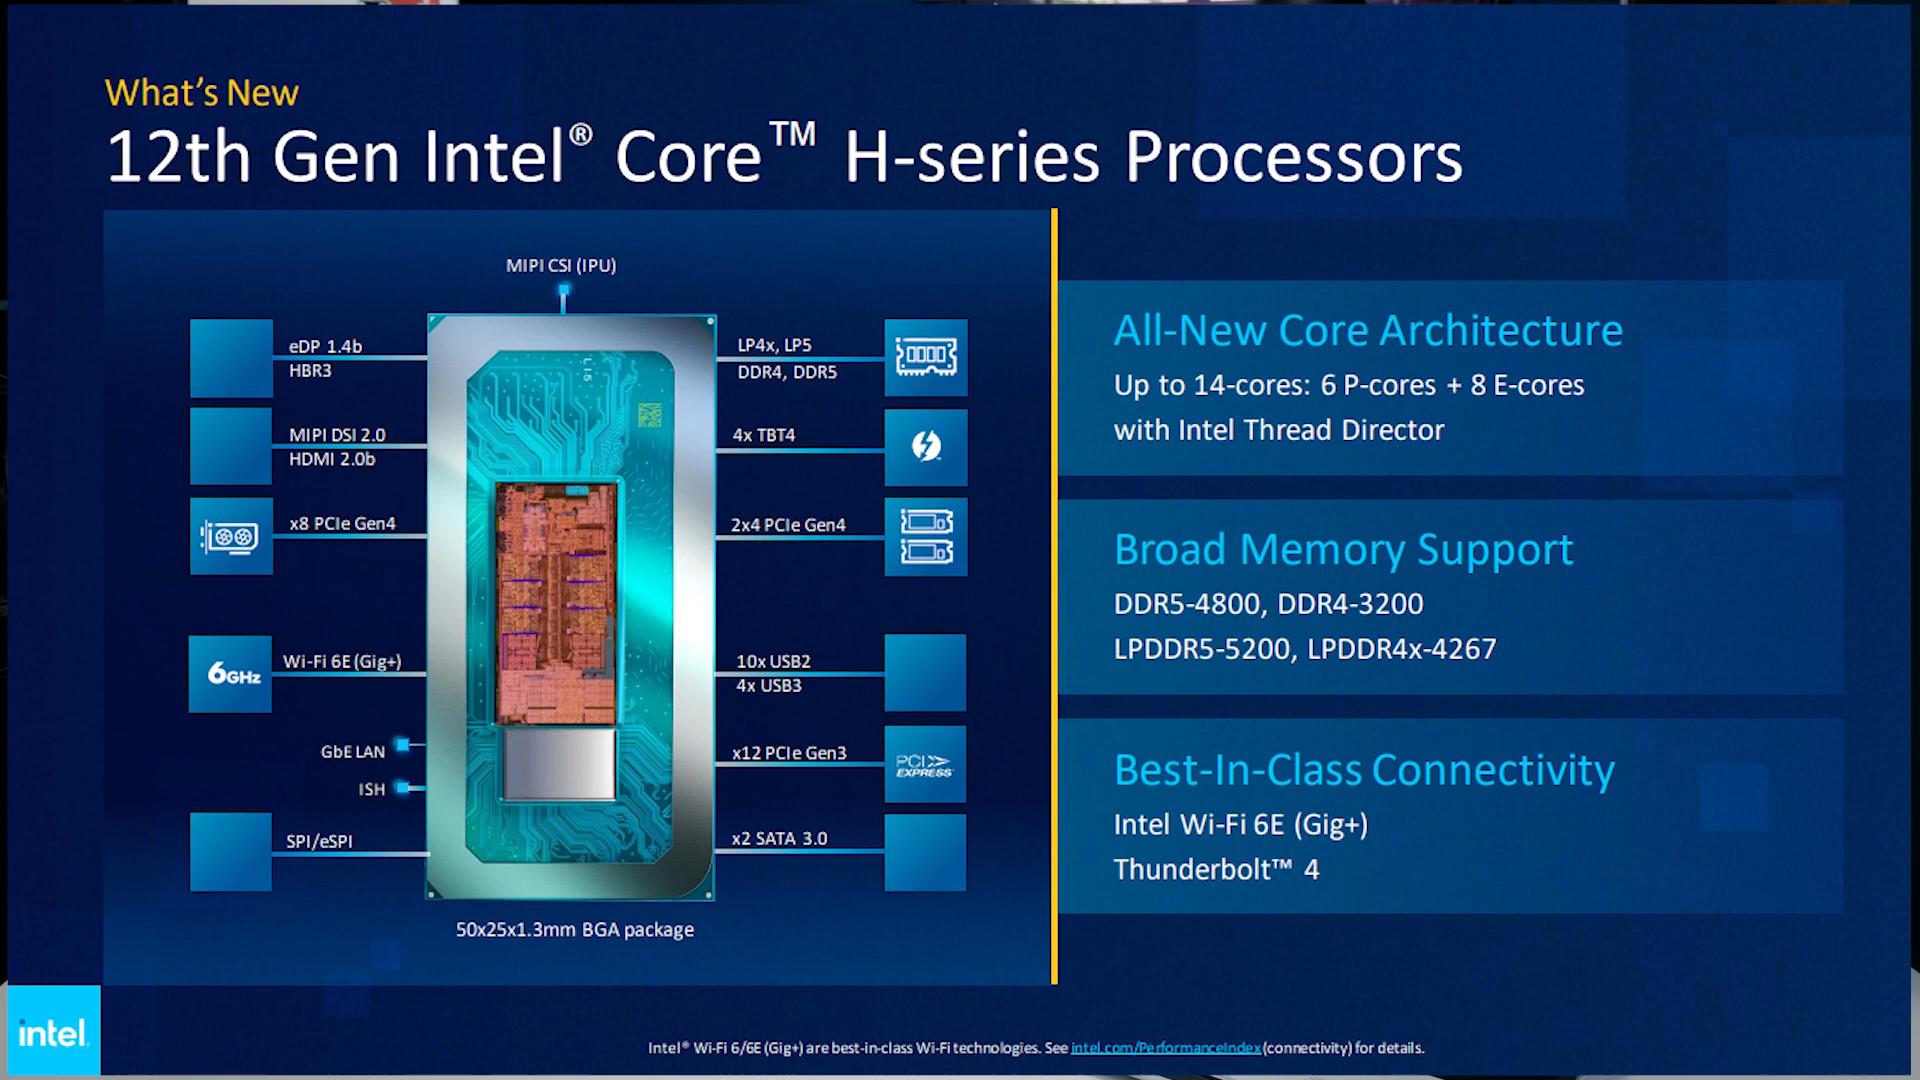 What's New
12th Gen Intel® Core™ H-series Processors
MIPI CSI (IPU)
eDP 1.4b
HBR3
MIPI DSI 2.0
HDMI 2.0b
x8 PCIe Gen4
6GHz
Wi-Fi 6E (Gig+)
GbE LAN
ISH
SPI/eSPI
LP4x, LP5
DDR4, DDR5
4x TBT4
2x4 PCIe Gen4
10x USB2
4x USB3
x12 PCIe Gen3
PCI
EXPRESS
x2 SATA 3.0
50x25x1.3mm BGA package
All-New Core Architecture
Up to 14-cores: 6 P-cores + 8 E-cores
with Intel Thread Director
Broad Memory Support
DDR5-4800, DDR4-3200
LPDDR5-5200, LPDDR4x-4267
Best-In-Class Connectivity
Intel Wi-Fi 6E (Gig+)
Thunderbolt™ 4
intel.
Intel® Wi-Fi 6/6E (Gig+) are best-in-class Wi-Fi technologies. See intel.com/PerformanceIndex (connectivity) for details.